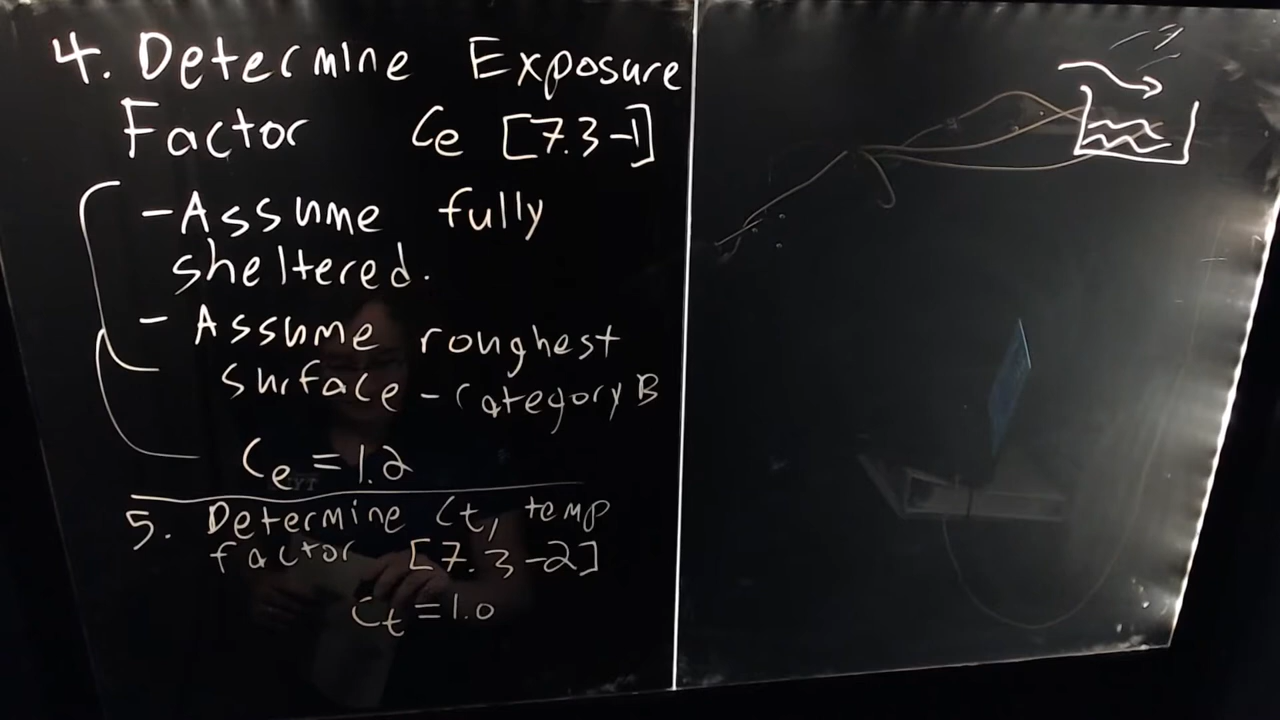 4. Determine Exposure
Factor Ce [7.3-1]
- Assume fully
sheltered.
- Assume roughest
surface - Category B
Ce = 1.2
5. Determine Ct, temp
factor [7.3-2]
Ct = 1.0